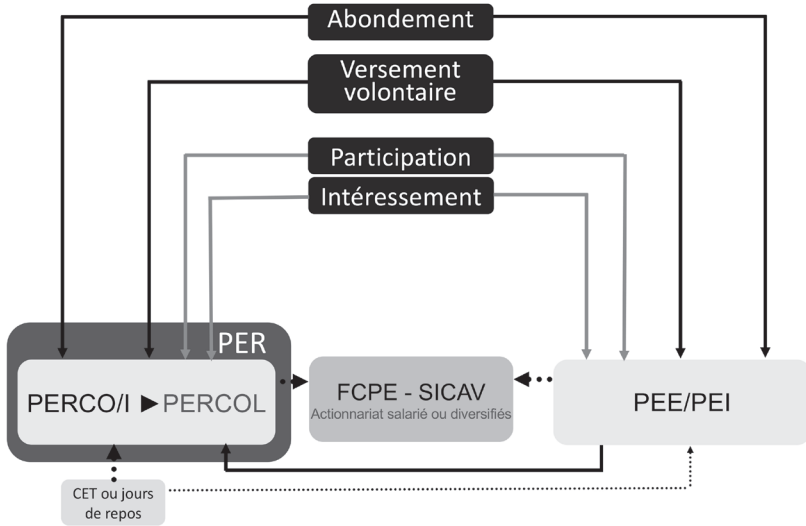 Abondement
Versement
volontaire
Participation
Intéressement
PER
PERCO/I ► PERCOL
FCPE - SICAV
Actionnariat salarié ou diversifiés
PEE/PEI
CET ou jours
de repos